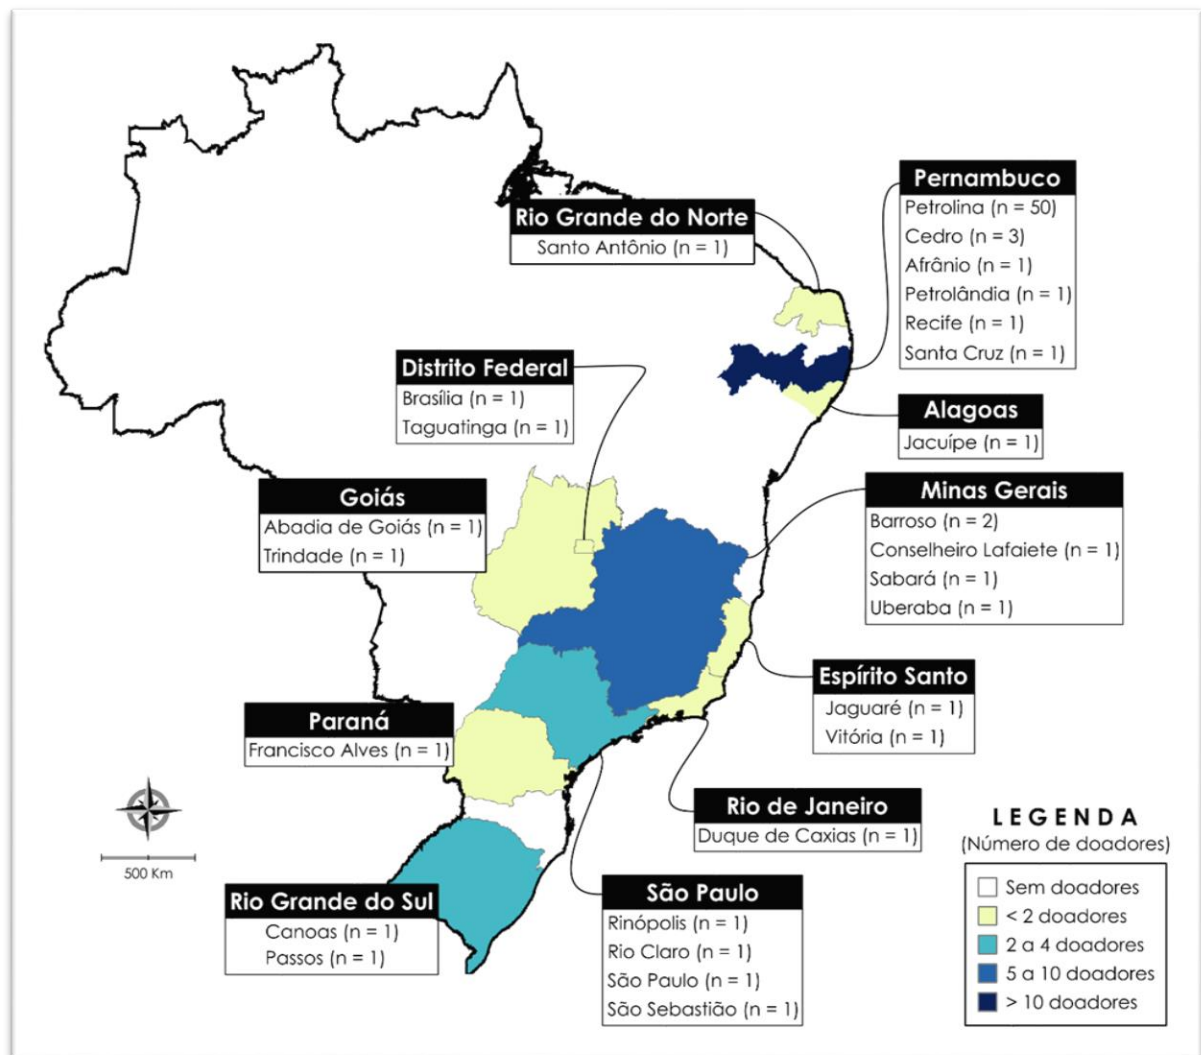 Pernambuco
Petrolina (n = 50)
Cedro (n = 3)
Afrânio (n = 1)
Petrolândia (n = 1)
Recife (n = 1)
Santa Cruz (n = 1)
Rio Grande do Norte
Santo Antônio (n = 1)
Distrito Federal
Brasília (n = 1)
Taguatinga (n = 1)
Alagoas
Jacuípe (n = 1)
Goiás
Abadia de Goiás (n = 1)
Trindade (n = 1)
Minas Gerais
Barroso (n = 2)
Conselheiro Lafaiete (n = 1)
Sabará (n = 1)
Uberaba (n = 1)
Espírito Santo
Jaguaré (n = 1)
Vitória (n = 1)
Paraná
Francisco Alves (n = 1)
Rio de Janeiro
Duque de Caxias (n = 1)
500 Km
Rio Grande do Sul
Canoas (n = 1)
Passos (n = 1)
São Paulo
Rinópolis (n = 1)
Rio Claro (n = 1)
São Paulo (n = 1)
São Sebastião (n = 1)
LEGENDA
(Número de doadores)
Sem doadores
< 2 doadores
2 a 4 doadores
5 a 10 doadores
> 10 doadores